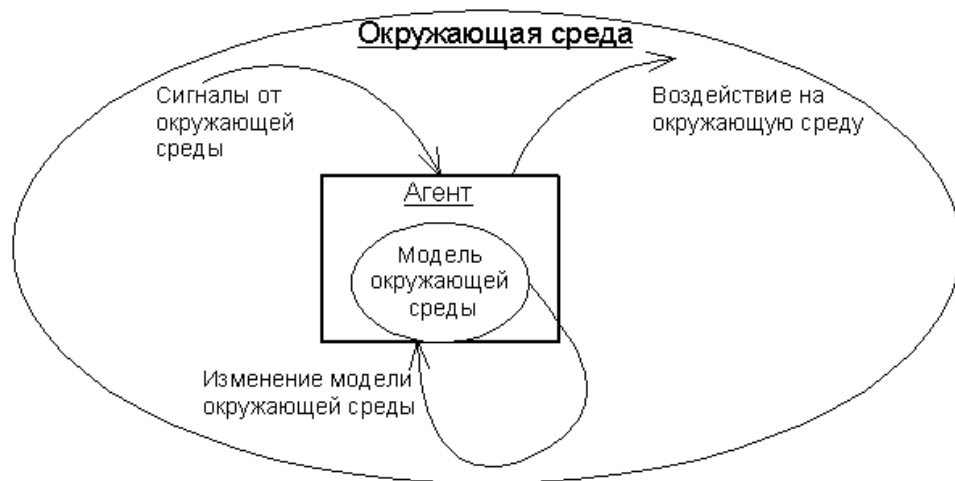 Окружающая среда
Сигналы от
окружающей
среды
Воздействие на
окружающую среду
Агент
Модель
окружающей
среды
Изменение модели
окружающей среды